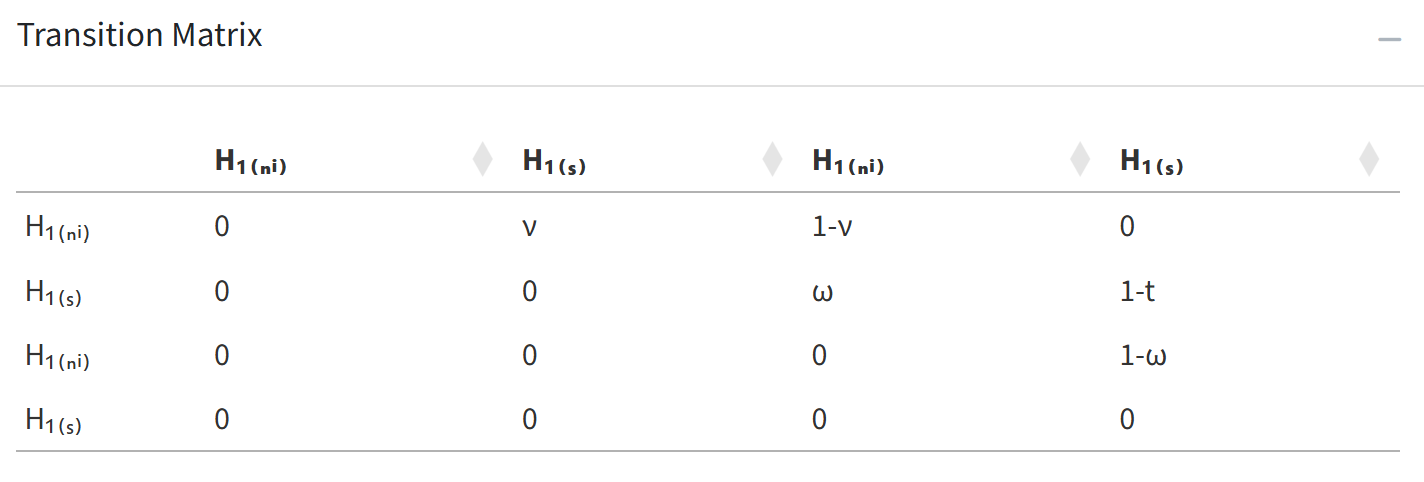 Transition Matrix
H₁₍ₙᵢ₎ H₁₍ₛ₎ H₁₍ₙᵢ₎ H₁₍ₛ₎
H₁₍ₙᵢ₎ 0 ν 1-ν 0
H₁₍ₛ₎ 0 0 ω 1-t
H₁₍ₙᵢ₎ 0 0 0 1-ω
H₁₍ₛ₎ 0 0 0 0